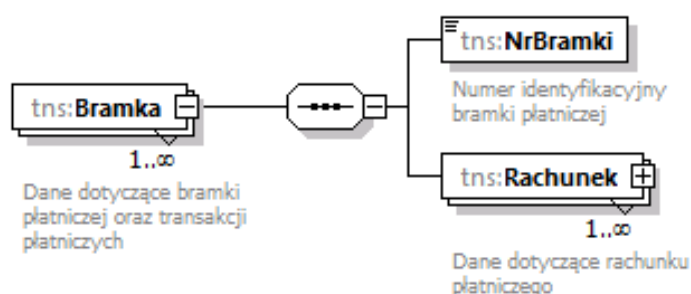 tns:NrBramki
Numer identyfikacyjny
bramki płatniczej
tns:Bramka
1..∞
Dane dotyczące bramki
płatniczej oraz transakcji
płatniczych
tns:Rachunek
1..∞
Dane dotyczące rachunku
płatniczego